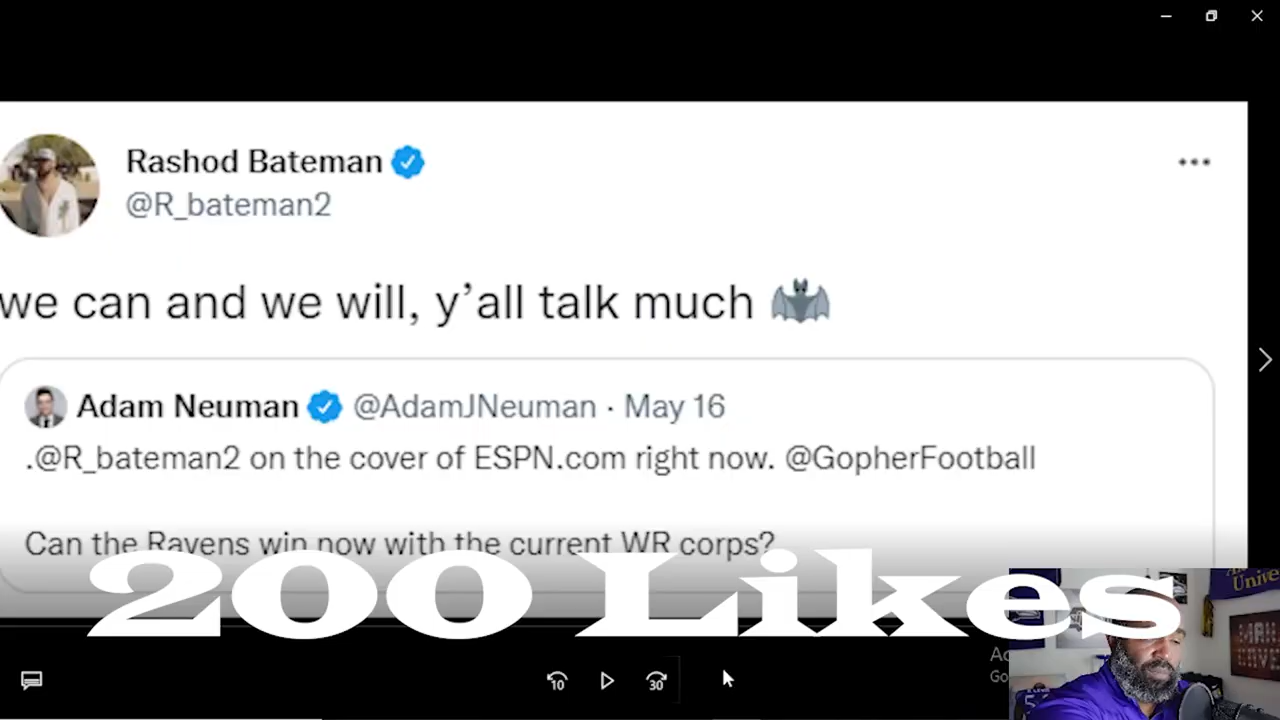 Rashod Bateman
@R_bateman2
we can and we will, y'all talk much
Adam Neuman @AdamJNeuman · May 16
.@R_bateman2 on the cover of ESPN.com right now. @GopherFootball
Can the Ravens win now with the current WR corps?
200 Likes
10
30